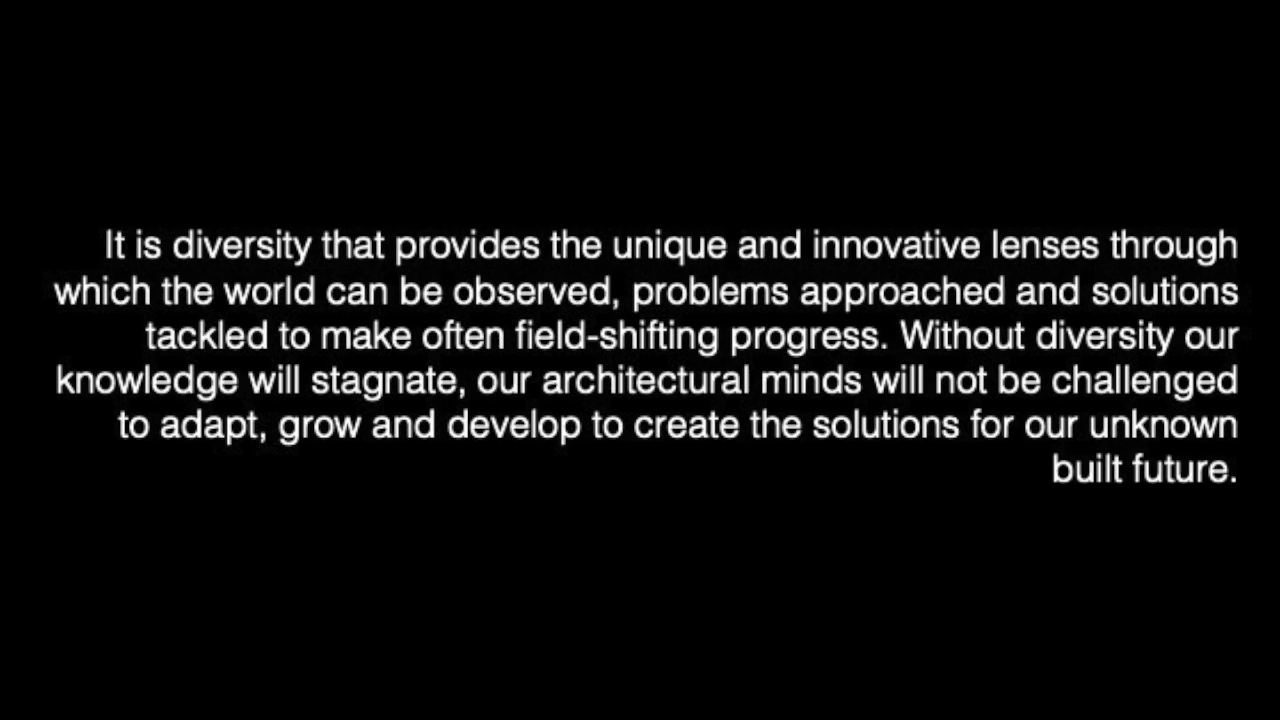 It is diversity that provides the unique and innovative lenses through
which the world can be observed, problems approached and solutions
tackled to make often field-shifting progress. Without diversity our
knowledge will stagnate, our architectural minds will not be challenged
to adapt, grow and develop to create the solutions for our unknown
built future.